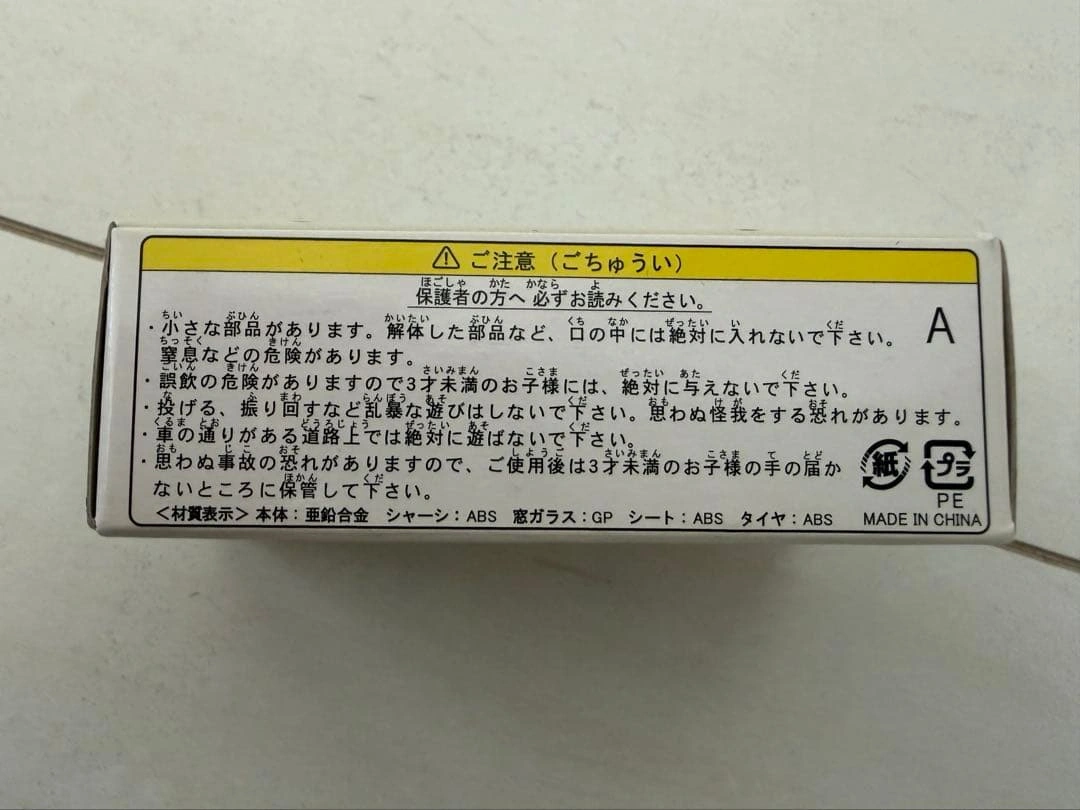 ⚠ ご注意（ごちゅうい）
保護者の方へ 必ずお読みください。
・小さな部品があります。解体した部品など、口の中には絶対に入れないで下さい。
窒息などの危険があります。
・誤飲の危険がありますので3才未満のお子様には、絶対に与えないで下さい。
・投げる、振り回すなど乱暴な遊びはしないで下さい。思わぬ怪我をする恐れがあります。
・車の通りがある道路上では絶対に遊ばないで下さい。
・思わぬ事故の恐れがありますので、ご使用後は3才未満のお子様の手の届か
ないところに保管して下さい。
＜材質表示＞本体：亜鉛合金 シャーシ：ABS 窓ガラス：GP シート：ABS タイヤ：ABS
A
紙 プラ
PE
MADE IN CHINA